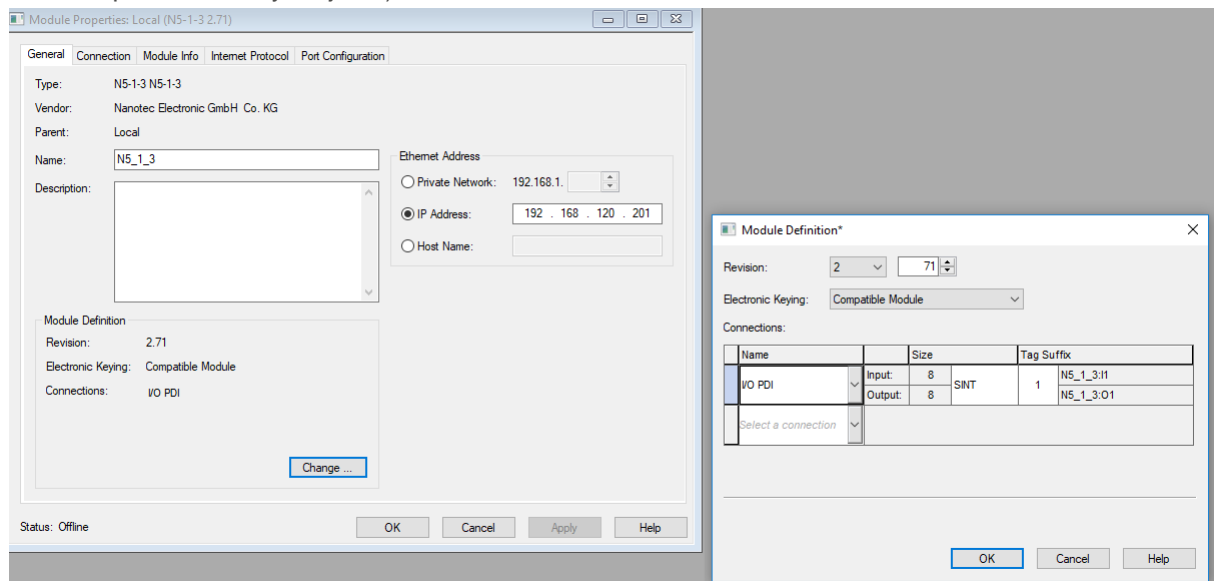 Module Properties: Local (N5-1-3 2.71)
General Connection Module Info Internet Protocol Port Configuration
Type: N5-1-3 N5-1-3
Vendor: Nanotec Electronic GmbH Co. KG
Parent: Local
Name: N5_1_3
Description:
Ethernet Address
Private Network: 192.168.1.
IP Address: 192 . 168 . 120 . 201
Host Name:
Module Definition
Revision: 2.71
Electronic Keying: Compatible Module
Connections: I/O PDI
Change ...
Status: Offline
OK Cancel Apply Help
Module Definition*
Revision: 2 71
Electronic Keying: Compatible Module
Connections:
Name Size Tag Suffix
I/O PDI Input: 8 SINT 1 N5_1_3:I1
Output: 8 N5_1_3:O1
Select a connection
OK Cancel Help